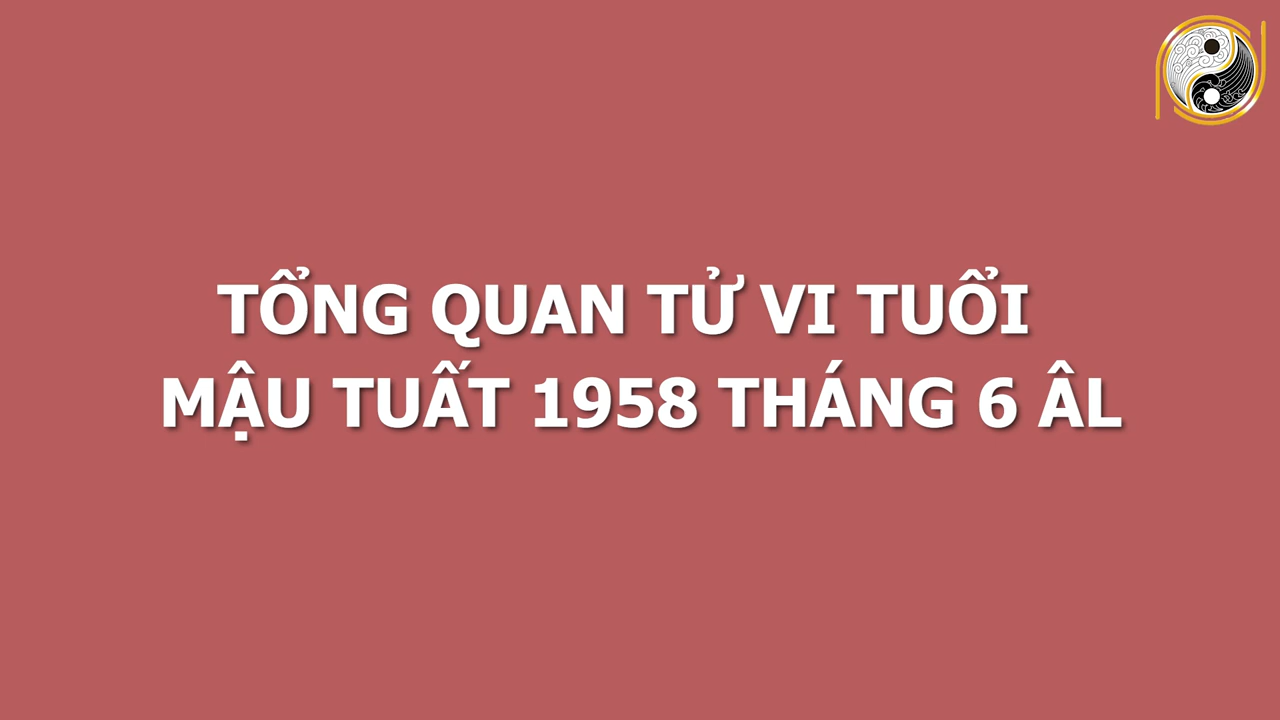 TỔNG QUAN TỬ VI TUỔI
MẬU TUẤT 1958 THÁNG 6 ÂL